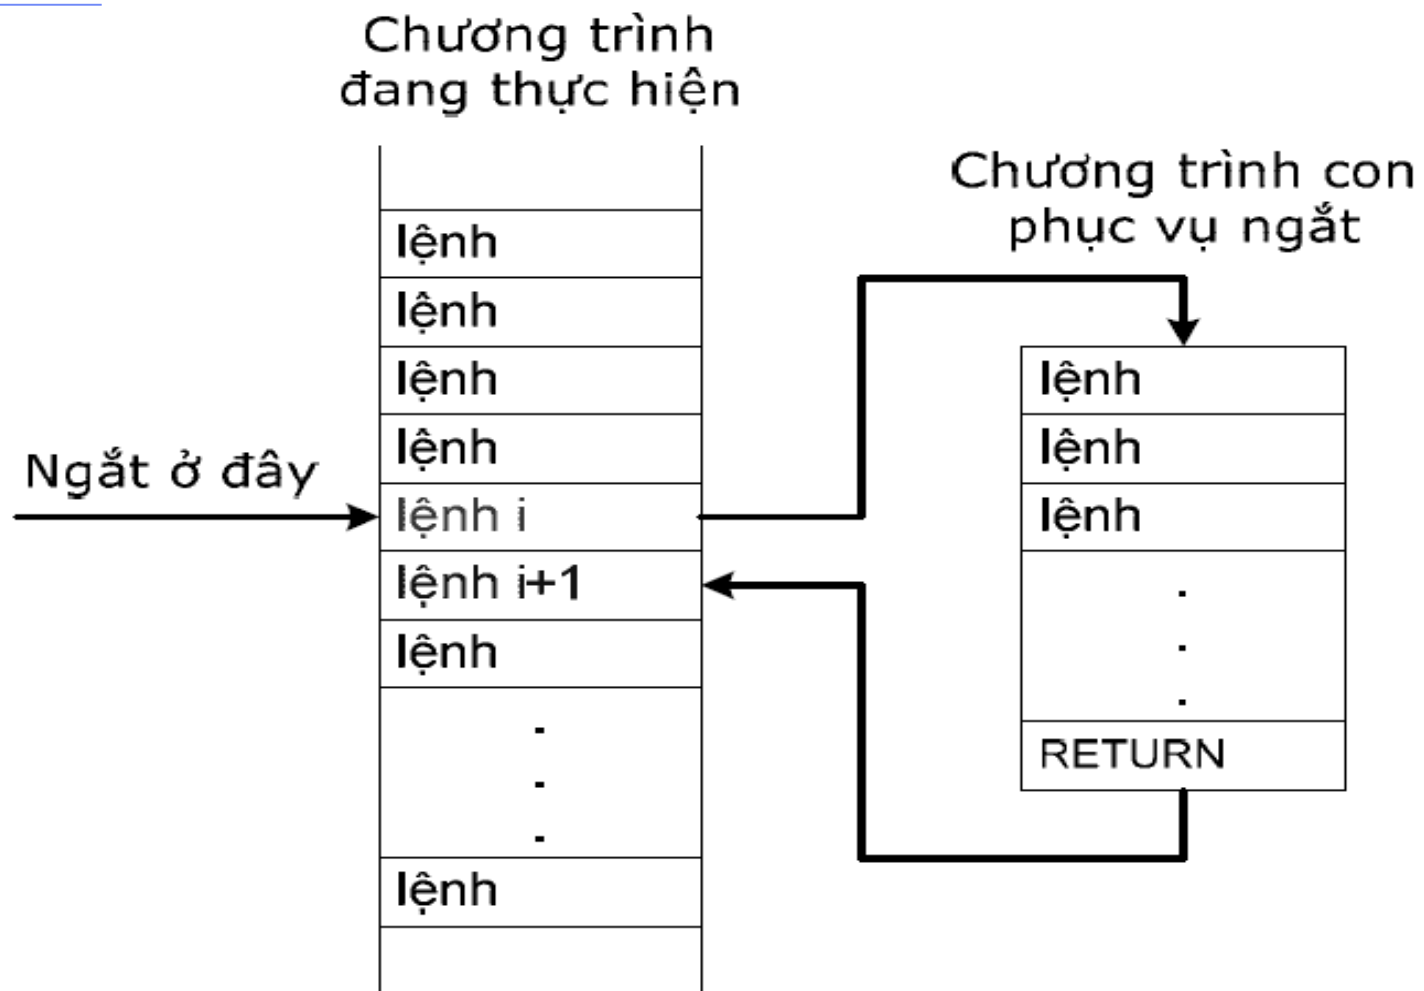 Chương trình
đang thực hiện
lệnh
lệnh
lệnh
lệnh
Ngắt ở đây
lệnh i
lệnh i+1
lệnh
.
.
.
lệnh
Chương trình con
phục vụ ngắt
lệnh
lệnh
lệnh
.
.
.
RETURN